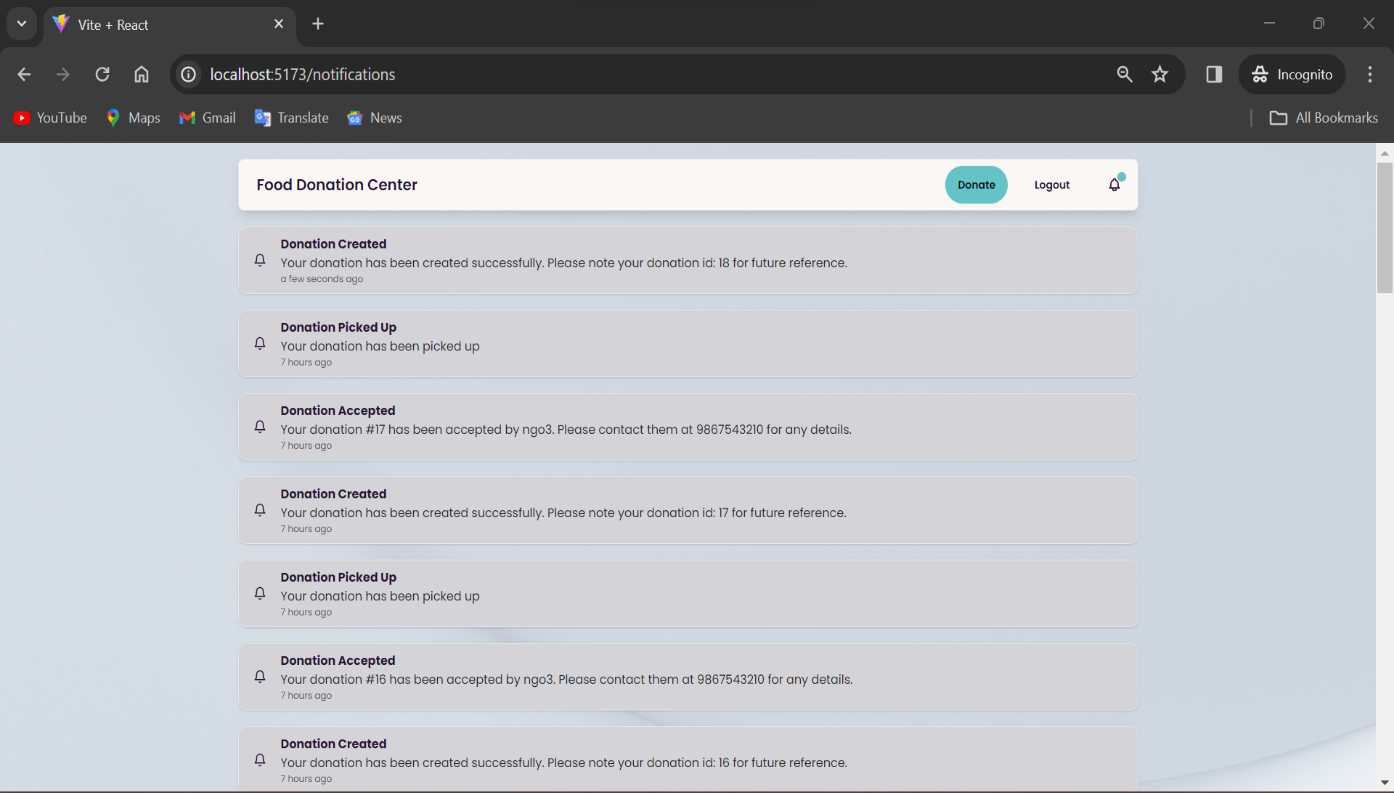 Vite + React
localhost:5173/notifications
Incognito
YouTube Maps Gmail Translate News All Bookmarks
Food Donation Center Donate Logout
Donation Created
Your donation has been created successfully. Please note your donation id: 18 for future reference.
a few seconds ago
Donation Picked Up
Your donation has been picked up
7 hours ago
Donation Accepted
Your donation #17 has been accepted by ngo3. Please contact them at 9867543210 for any details.
7 hours ago
Donation Created
Your donation has been created successfully. Please note your donation id: 17 for future reference.
7 hours ago
Donation Picked Up
Your donation has been picked up
7 hours ago
Donation Accepted
Your donation #16 has been accepted by ngo3. Please contact them at 9867543210 for any details.
7 hours ago
Donation Created
Your donation has been created successfully. Please note your donation id: 16 for future reference.
7 hours ago